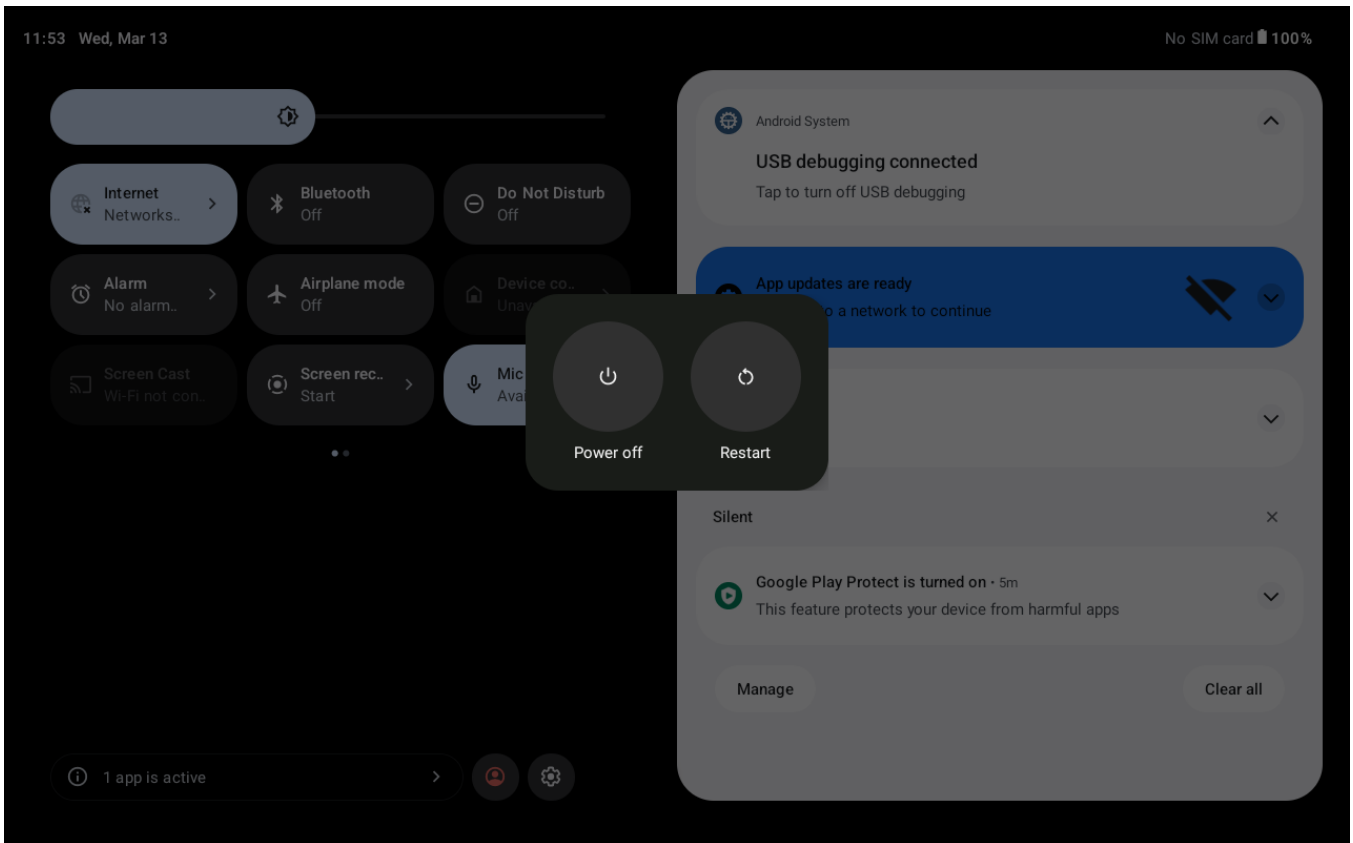 11:53 Wed, Mar 13
No SIM card 100%
Internet
Networks..
Bluetooth
Off
Do Not Disturb
Off
Alarm
No alarm..
Airplane mode
Off
Device co..
Screen Cast
Wi-Fi not con..
Screen rec..
Start
Mic
Power off
Restart
1 app is active
Android System
USB debugging connected
Tap to turn off USB debugging
App updates are ready
a network to continue
Silent
Google Play Protect is turned on • 5m
This feature protects your device from harmful apps
Manage
Clear all